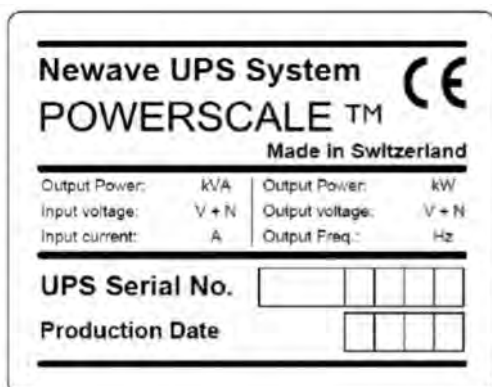 Newave UPS System CE
POWERSCALE ™
Made in Switzerland
Output Power: kVA Output Power: kW
Input voltage: V + N Output voltage: V + N
Input current: A Output Freq.: Hz
UPS Serial No.
Production Date